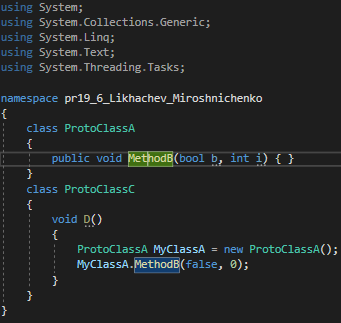 using System;
using System.Collections.Generic;
using System.Linq;
using System.Text;
using System.Threading.Tasks;
namespace pr19_6_Likhachev_Miroshnichenko
{
class ProtoClassA
{
public void MethodB(bool b, int i) { }
}
class ProtoClassC
{
void D()
{
ProtoClassA MyClassA = new ProtoClassA();
MyClassA.MethodB(false, 0);
}
}
}